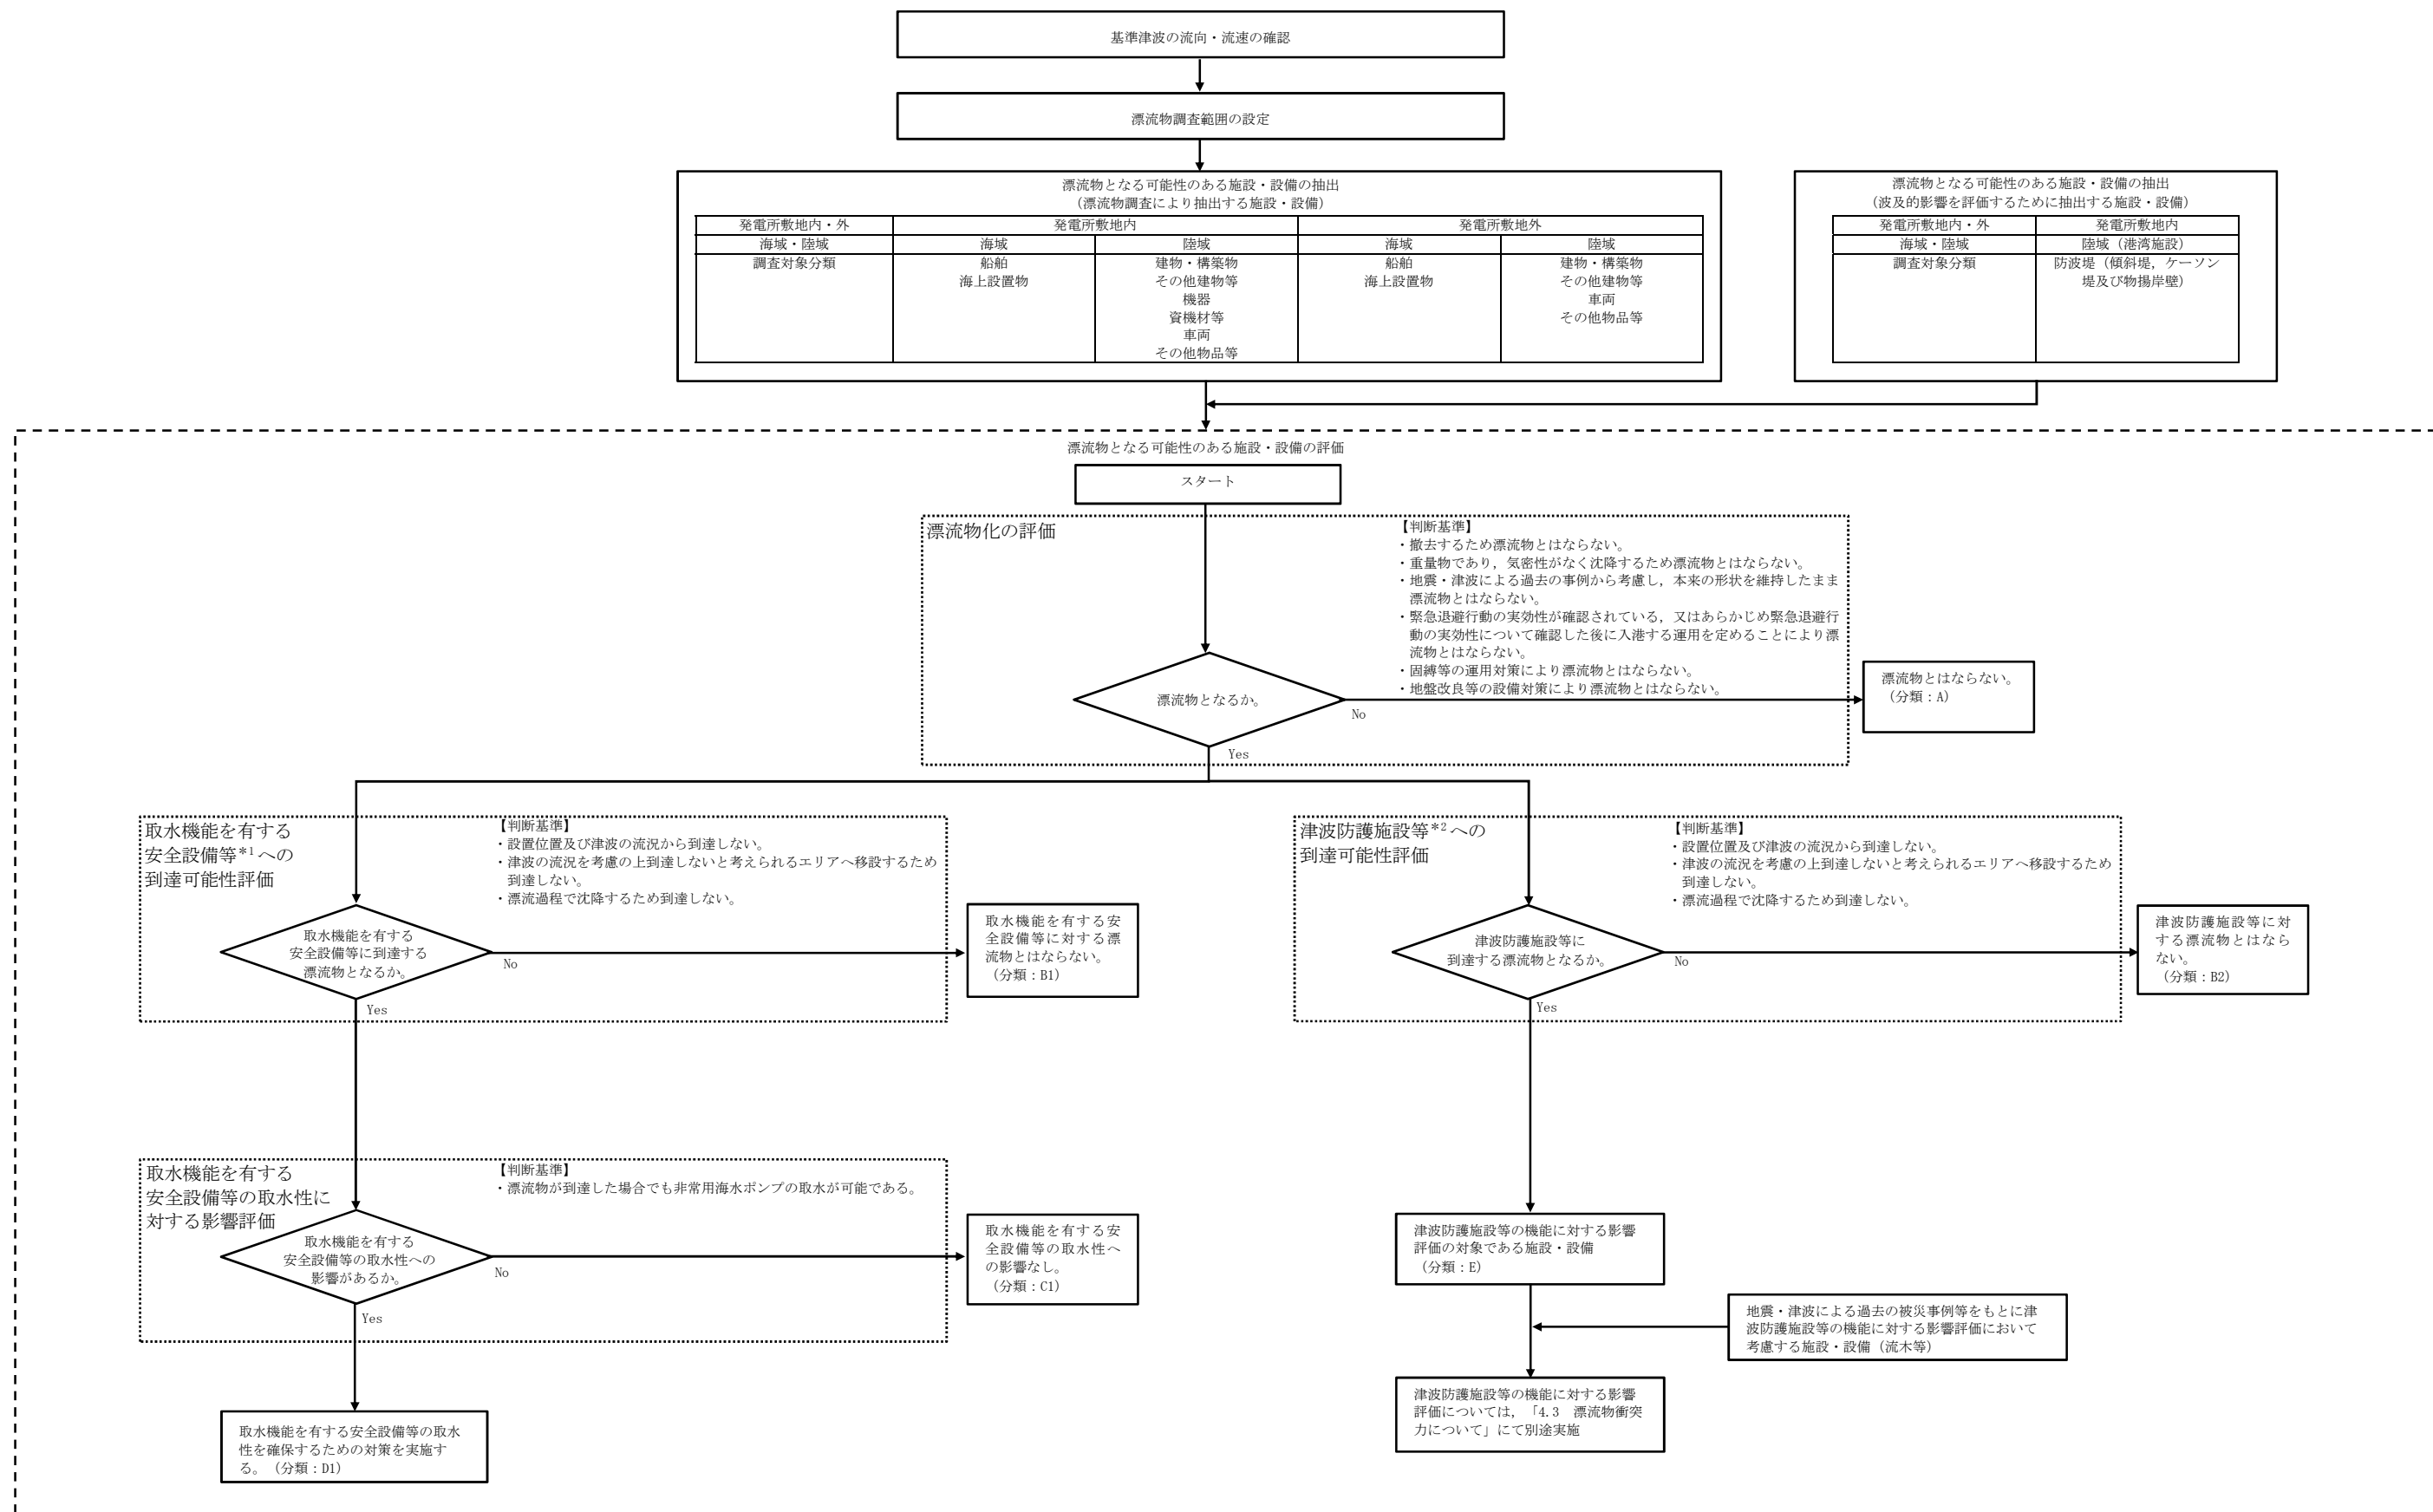 基準津波の流向・流速の確認
漂流物調査範囲の設定
漂流物となる可能性のある施設・設備の抽出
（漂流物調査により抽出する施設・設備）
発電所敷地内・外
発電所敷地内
発電所敷地外
海域・陸域
海域
陸域
海域
陸域
調査対象分類
船舶
海上設置物
建物・構築物
その他建物等
機器
資機材等
車両
その他物品等
船舶
海上設置物
建物・構築物
その他建物等
車両
その他物品等
漂流物となる可能性のある施設・設備の抽出
（波及的影響を評価するために抽出する施設・設備）
発電所敷地内・外
発電所敷地内
海域・陸域
陸域（港湾施設）
調査対象分類
防波堤（傾斜堤，ケーソン
堤及び物揚岸壁）
漂流物となる可能性のある施設・設備の評価
スタート
漂流物化の評価
【判断基準】
・撤去するため漂流物とはならない。
・重量物であり，気密性がなく沈降するため漂流物とはならない。
・地震・津波による過去の事例から考慮し，本来の形状を維持したまま
漂流物とはならない。
・緊急退避行動の実効性が確認されている，又はあらかじめ緊急退避行
動の実効性について確認した後に入港する運用を定めることにより漂
流物とはならない。
・固縛等の運用対策により漂流物とはならない。
・地盤改良等の設備対策により漂流物とはならない。
漂流物となるか。
No
Yes
漂流物とはならない。
（分類：A）
取水機能を有する
安全設備等*1への
到達可能性評価
【判断基準】
・設置位置及び津波の流況から到達しない。
・津波の流況を考慮の上到達しないと考えられるエリアへ移設するため
到達しない。
・漂流過程で沈降するため到達しない。
取水機能を有する
安全設備等に到達する
漂流物となるか。
No
Yes
取水機能を有する安
全設備等に対する漂
流物とはならない。
（分類：B1）
津波防護施設等*2への
到達可能性評価
【判断基準】
・設置位置及び津波の流況から到達しない。
・津波の流況を考慮の上到達しないと考えられるエリアへ移設するため
到達しない。
・漂流過程で沈降するため到達しない。
津波防護施設等に
到達する漂流物となるか。
No
Yes
津波防護施設等に対
する漂流物とはなら
ない。
（分類：B2）
取水機能を有する
安全設備等の取水性に
対する影響評価
【判断基準】
・漂流物が到達した場合でも非常用海水ポンプの取水が可能である。
取水機能を有する
安全設備等の取水性への
影響があるか。
No
Yes
取水機能を有する安
全設備等の取水性へ
の影響なし。
（分類：C1）
取水機能を有する安全設備等の取水
性を確保するための対策を実施す
る。（分類：D1）
津波防護施設等の機能に対する影響
評価の対象である施設・設備
（分類：E）
地震・津波による過去の被災事例等をもとに津
波防護施設等の機能に対する影響評価において
考慮する施設・設備（流木等）
津波防護施設等の機能に対する影響
評価については，「4.3　漂流物衝突
力について」にて別途実施